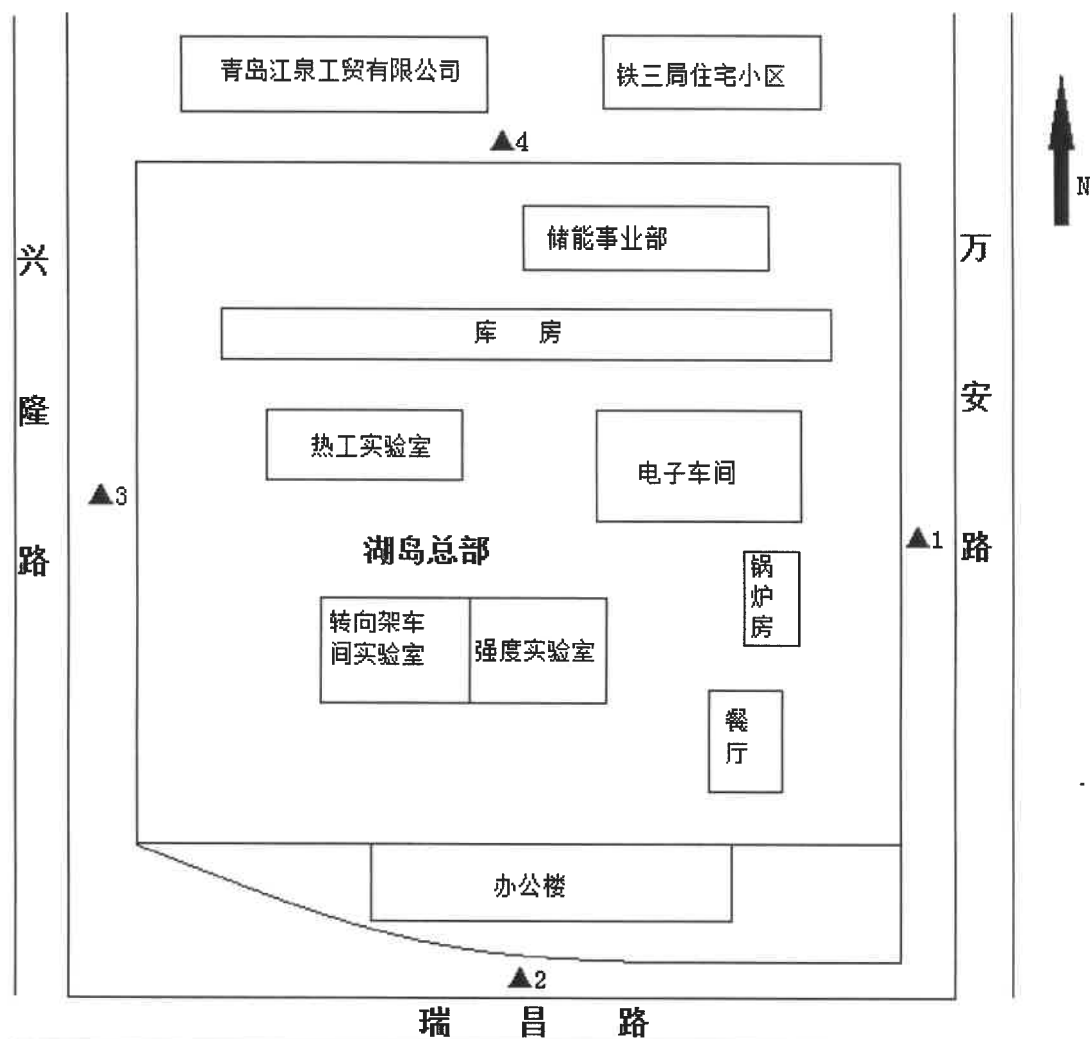 青岛江泉工贸有限公司
铁三局住宅小区
▲4
N
储能事业部
库 房
兴隆路
万安路
热工实验室
电子车间
▲3
▲1
湖岛总部
锅炉房
转向架车
间实验室
强度实验室
餐厅
办公楼
▲2
瑞 昌 路